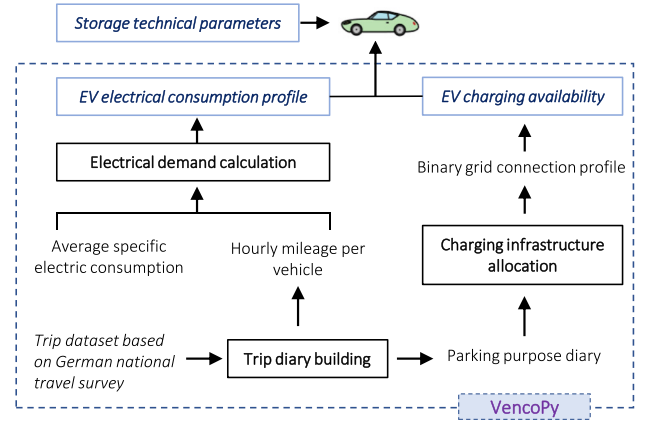 Storage technical parameters
EV electrical consumption profile
EV charging availability
Electrical demand calculation
Binary grid connection profile
Average specific
electric consumption
Hourly mileage per
vehicle
Charging infrastructure
allocation
Trip dataset based
on German national
travel survey
Trip diary building
Parking purpose diary
VencoPy